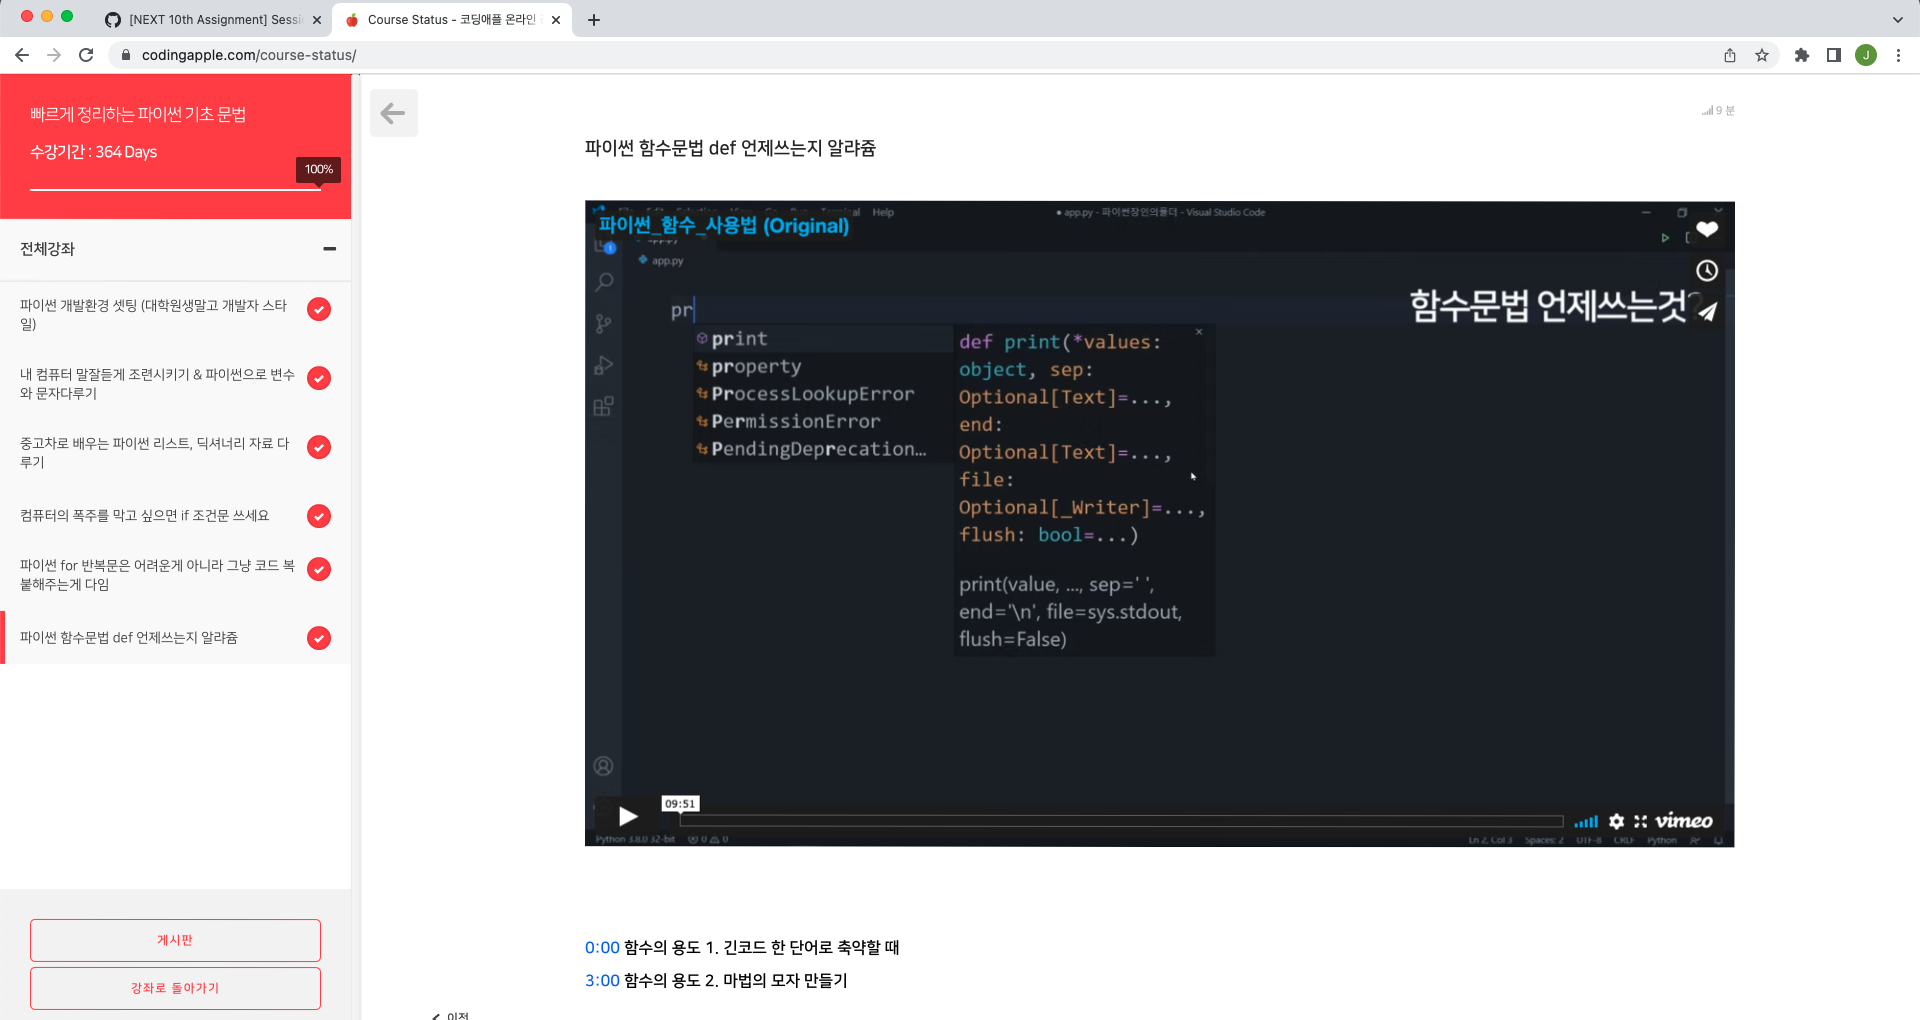 [NEXT 10th Assignment] Sessi
Course Status - 코딩애플 온라인
codingapple.com/course-status/
J
빠르게 정리하는 파이썬 기초 문법
수강기간 : 364 Days
100%
전체강좌
파이썬 개발환경 셋팅 (대학원생말고 개발자 스타
일)
내 컴퓨터 말잘듣게 조련시키기 & 파이썬으로 변수
와 문자다루기
중고차로 배우는 파이썬 리스트, 딕셔너리 자료 다
루기
컴퓨터의 폭주를 막고 싶으면 if 조건문 쓰세요
파이썬 for 반복문은 어려운게 아니라 그냥 코드 복
붙해주는게 다임
파이썬 함수문법 def 언제쓰는지 알랴쥼
게시판
강좌로 돌아가기
9 분
파이썬 함수문법 def 언제쓰는지 알랴쥼
Help
app.py - 파이썬장인의폴더 - Visual Studio Code
파이썬_함수_사용법 (Original)
app.py
함수문법 언제쓰는것?
pr
print
property
ProcessLookupError
PermissionError
PendingDeprecation...
def print(*values:
object, sep:
Optional[Text]=...,
end:
Optional[Text]=...,
file:
Optional[_Writer]=...,
flush: bool=...)
print(value, ..., sep=' ',
end='\n', file=sys.stdout,
flush=False)
09:51
vimeo
Python 3.8.0 32-bit
0
0
Ln 2, Col 3
Spaces: 2
UTF-8
CRLF
Python
0:00 함수의 용도 1. 긴코드 한 단어로 축약할 때
3:00 함수의 용도 2. 마법의 모자 만들기
이전